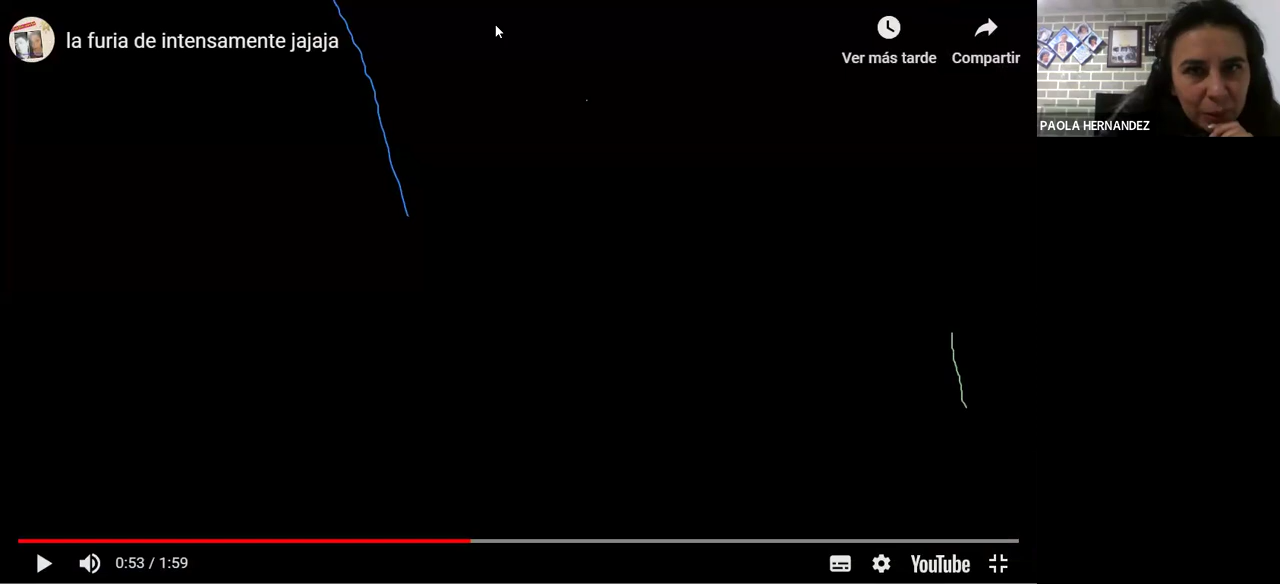 la furia de intensamente jajaja
Ver más tarde
Compartir
PAOLA HERNANDEZ
0:53 / 1:59
YouTube